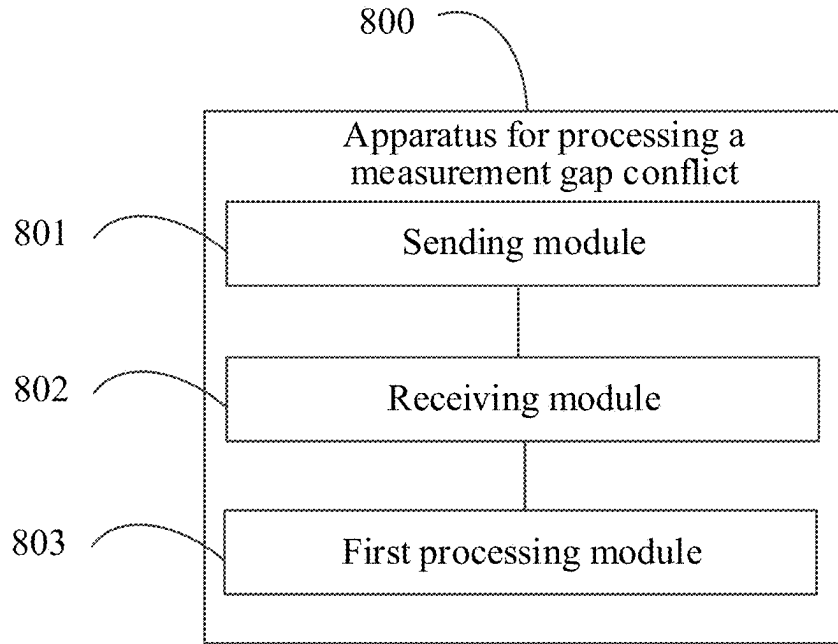 800
Apparatus for processing a
measurement gap conflict
801
Sending module
802
Receiving module
803
First processing module